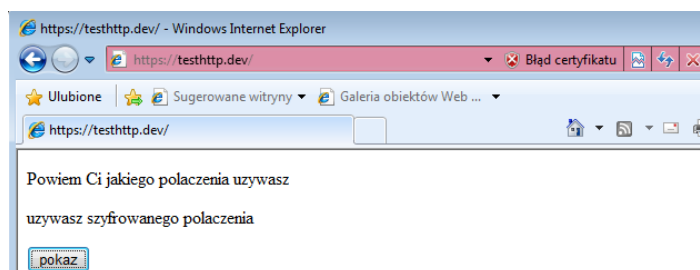 https://testhttp.dev/ - Windows Internet Explorer
https://testhttp.dev/ Błąd certyfikatu
Ulubione Sugerowane witryny Galeria obiektów Web ...
https://testhttp.dev/
Powiem Ci jakiego polaczenia uzywasz
uzywasz szyfrowanego polaczenia
pokaz